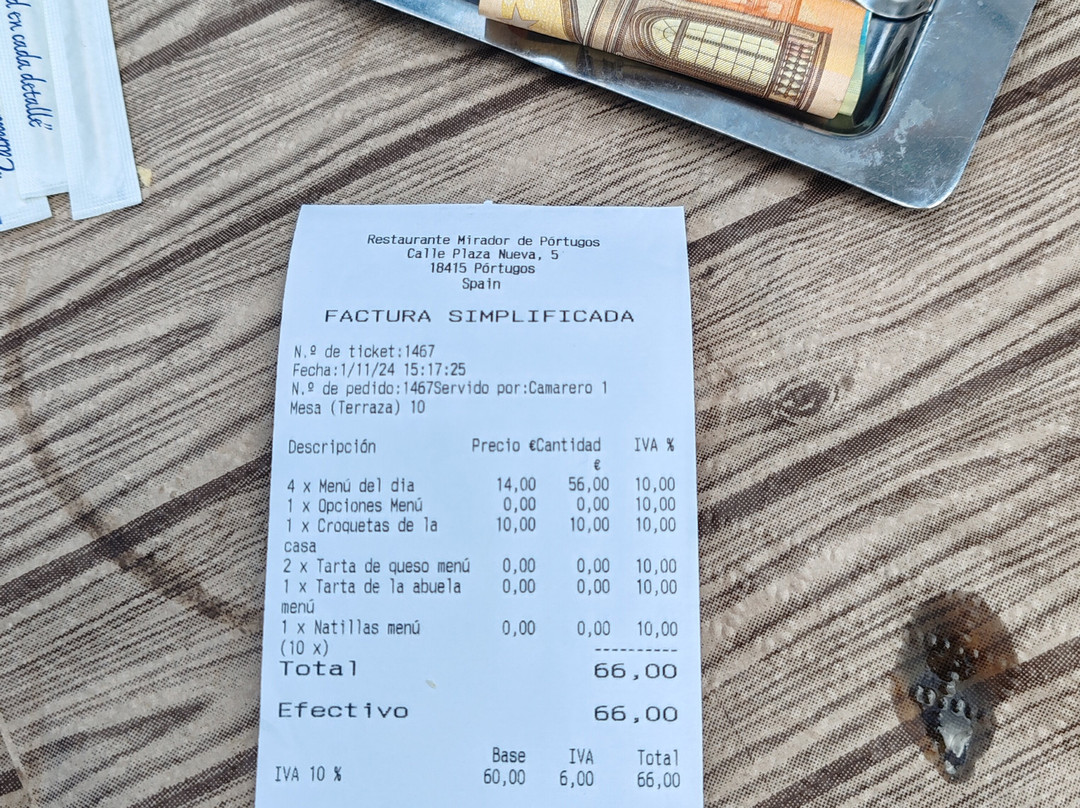 d en cada detalle"
Restaurante Mirador de Pórtugos
Calle Plaza Nueva, 5
18415 Pórtugos
Spain
FACTURA SIMPLIFICADA
N.º de ticket:1467
Fecha:1/11/24 15:17:25
N.º de pedido:1467Servido por:Camarero 1
Mesa (Terraza) 10
Descripción Precio €Cantidad IVA %
€
4 x Menú del dia 14,00 56,00 10,00
1 x Opciones Menú 0,00 0,00 10,00
1 x Croquetas de la 10,00 10,00 10,00
casa
2 x Tarta de queso menú 0,00 0,00 10,00
1 x Tarta de la abuela 0,00 0,00 10,00
menú
1 x Natillas menú 0,00 0,00 10,00
(10 x) ----------
Total 66,00
Efectivo 66,00
Base IVA Total
IVA 10 % 60,00 6,00 66,00